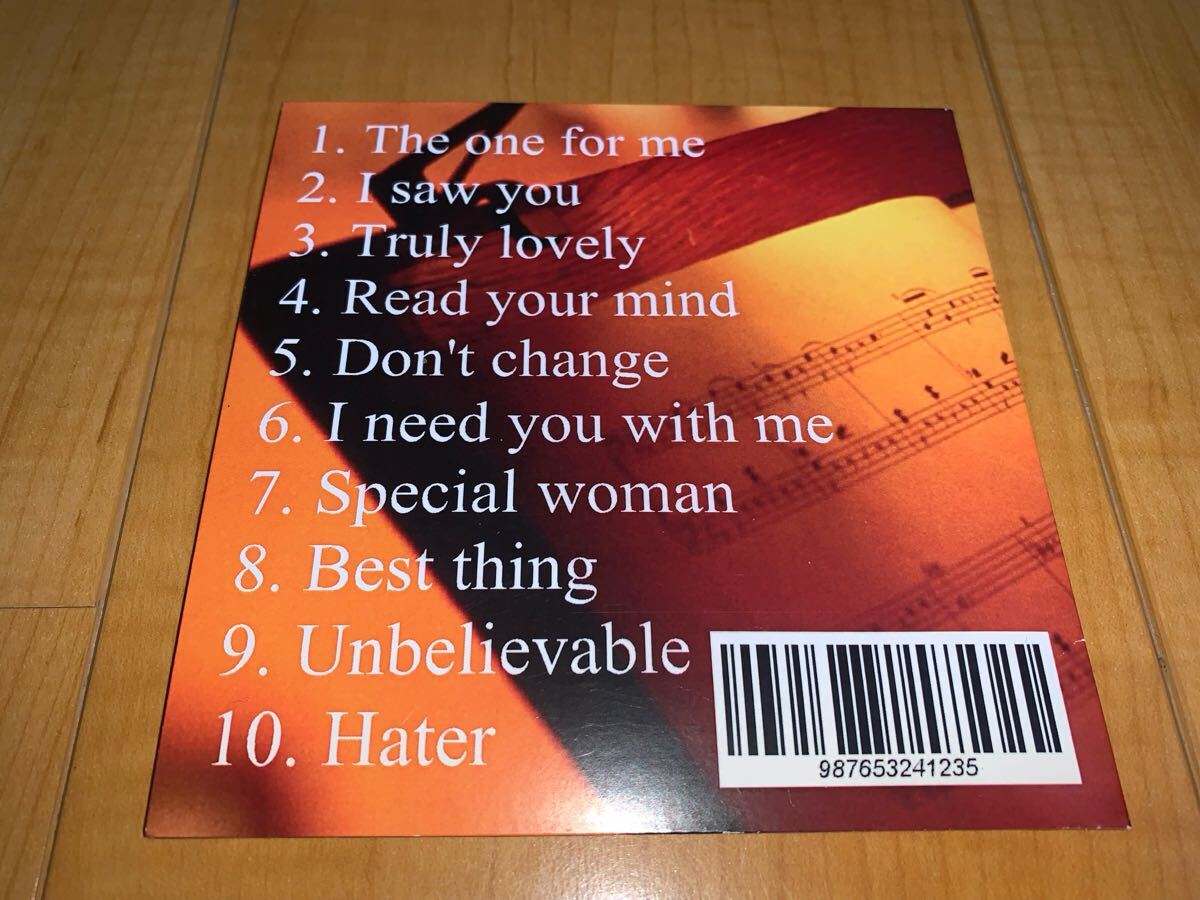 1. The one for me
2. I saw you
3. Truly lovely
4. Read your mind
5. Don't change
6. I need you with me
7. Special woman
8. Best thing
9. Unbelievable
10. Hater
987653241235